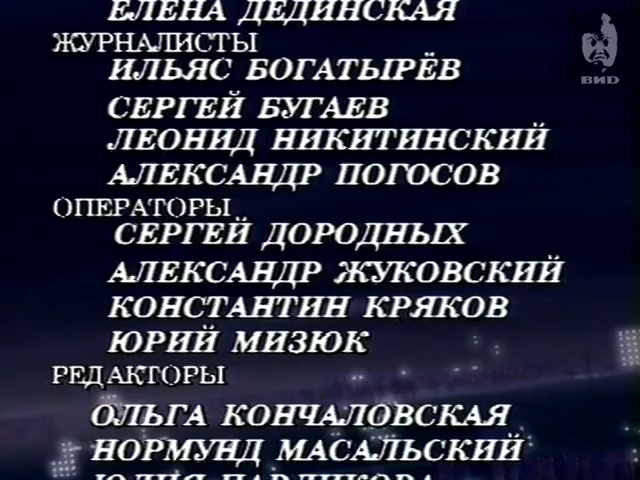 ЕЛЕНА ДЕДИНСКАЯ
ЖУРНАЛИСТЫ
ИЛЬЯС БОГАТЫРЁВ
СЕРГЕЙ БУГАЕВ
ЛЕОНИД НИКИТИНСКИЙ
АЛЕКСАНДР ПОГОСОВ
ОПЕРАТОРЫ
СЕРГЕЙ ДОРОДНЫХ
АЛЕКСАНДР ЖУКОВСКИЙ
КОНСТАНТИН КРЯКОВ
ЮРИЙ МИЗЮК
РЕДАКТОРЫ
ОЛЬГА КОНЧАЛОВСКАЯ
НОРМУНД МАСАЛЬСКИЙ
ЮЛИЯ
ВИD